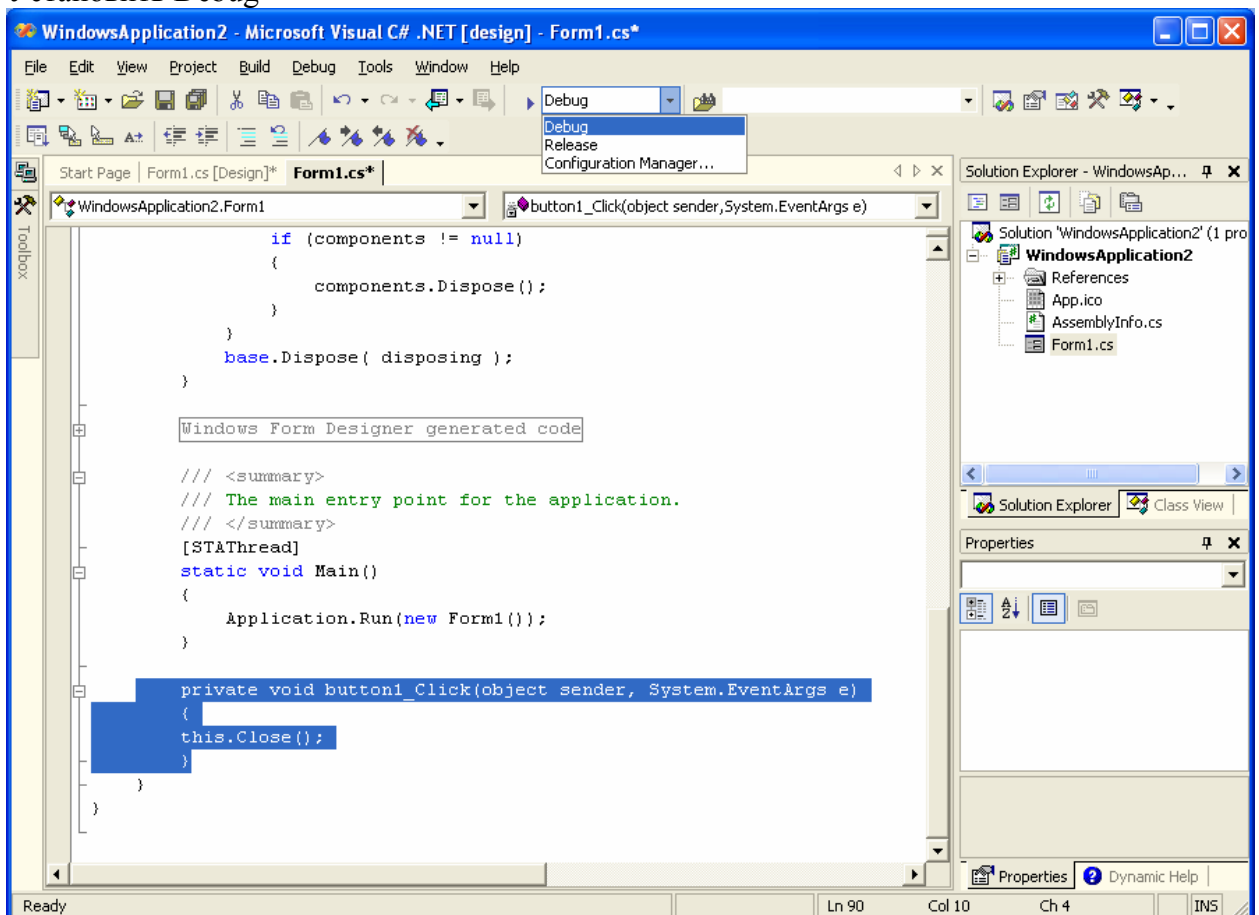 WindowsApplication2 - Microsoft Visual C# .NET [design] - Form1.cs*
File Edit View Project Build Debug Tools Window Help
Debug
Debug
Release
Configuration Manager...
Start Page Form1.cs [Design]* Form1.cs*
WindowsApplication2.Form1 button1_Click(object sender,System.EventArgs e)
Toolbox
if (components != null)
{
components.Dispose();
}
}
base.Dispose( disposing );
}
Windows Form Designer generated code
/// <summary>
/// The main entry point for the application.
/// </summary>
[STAThread]
static void Main()
{
Application.Run(new Form1());
}
private void button1_Click(object sender, System.EventArgs e)
{
this.Close();
}
}
}
Solution Explorer - WindowsAp...
Solution 'WindowsApplication2' (1 pro
WindowsApplication2
References
App.ico
AssemblyInfo.cs
Form1.cs
Solution Explorer Class View
Properties
Properties Dynamic Help
Ready Ln 90 Col 10 Ch 4 INS